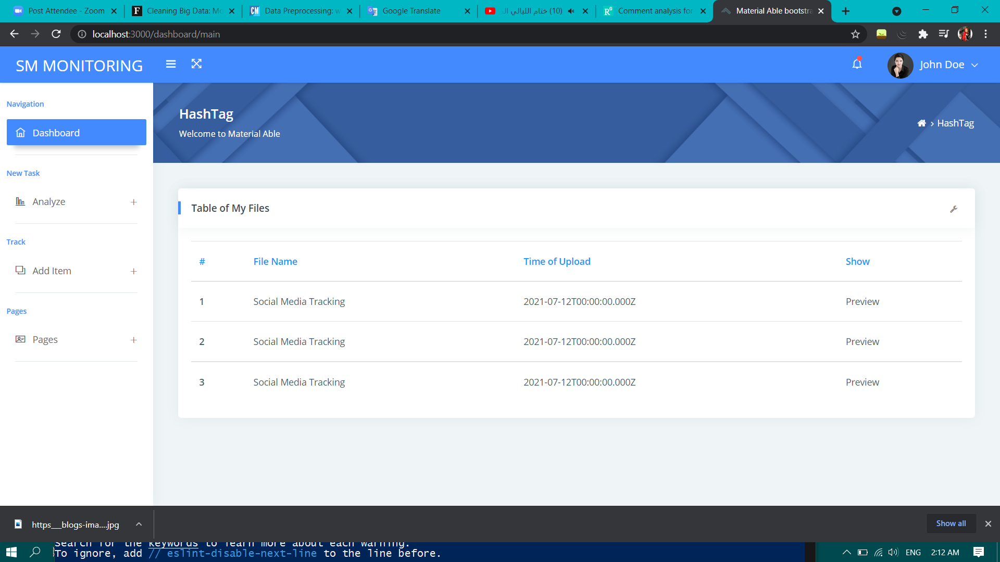 Post Attendee - Zoom
Cleaning Big Data: Mo
Data Preprocessing: w
Google Translate
(10) ختام الليالي ال
Comment analysis for
Material Able bootstra
localhost:3000/dashboard/main
SM MONITORING
John Doe
Navigation
Dashboard
New Task
Analyze
Track
Add Item
Pages
Pages
HashTag
Welcome to Material Able
> HashTag
Table of My Files
# File Name Time of Upload Show
1 Social Media Tracking 2021-07-12T00:00:00.000Z Preview
2 Social Media Tracking 2021-07-12T00:00:00.000Z Preview
3 Social Media Tracking 2021-07-12T00:00:00.000Z Preview
https__blogs-ima....jpg
Show all
Search for the keywords to learn more about each warning.
To ignore, add // eslint-disable-next-line to the line before.
ENG 2:12 AM